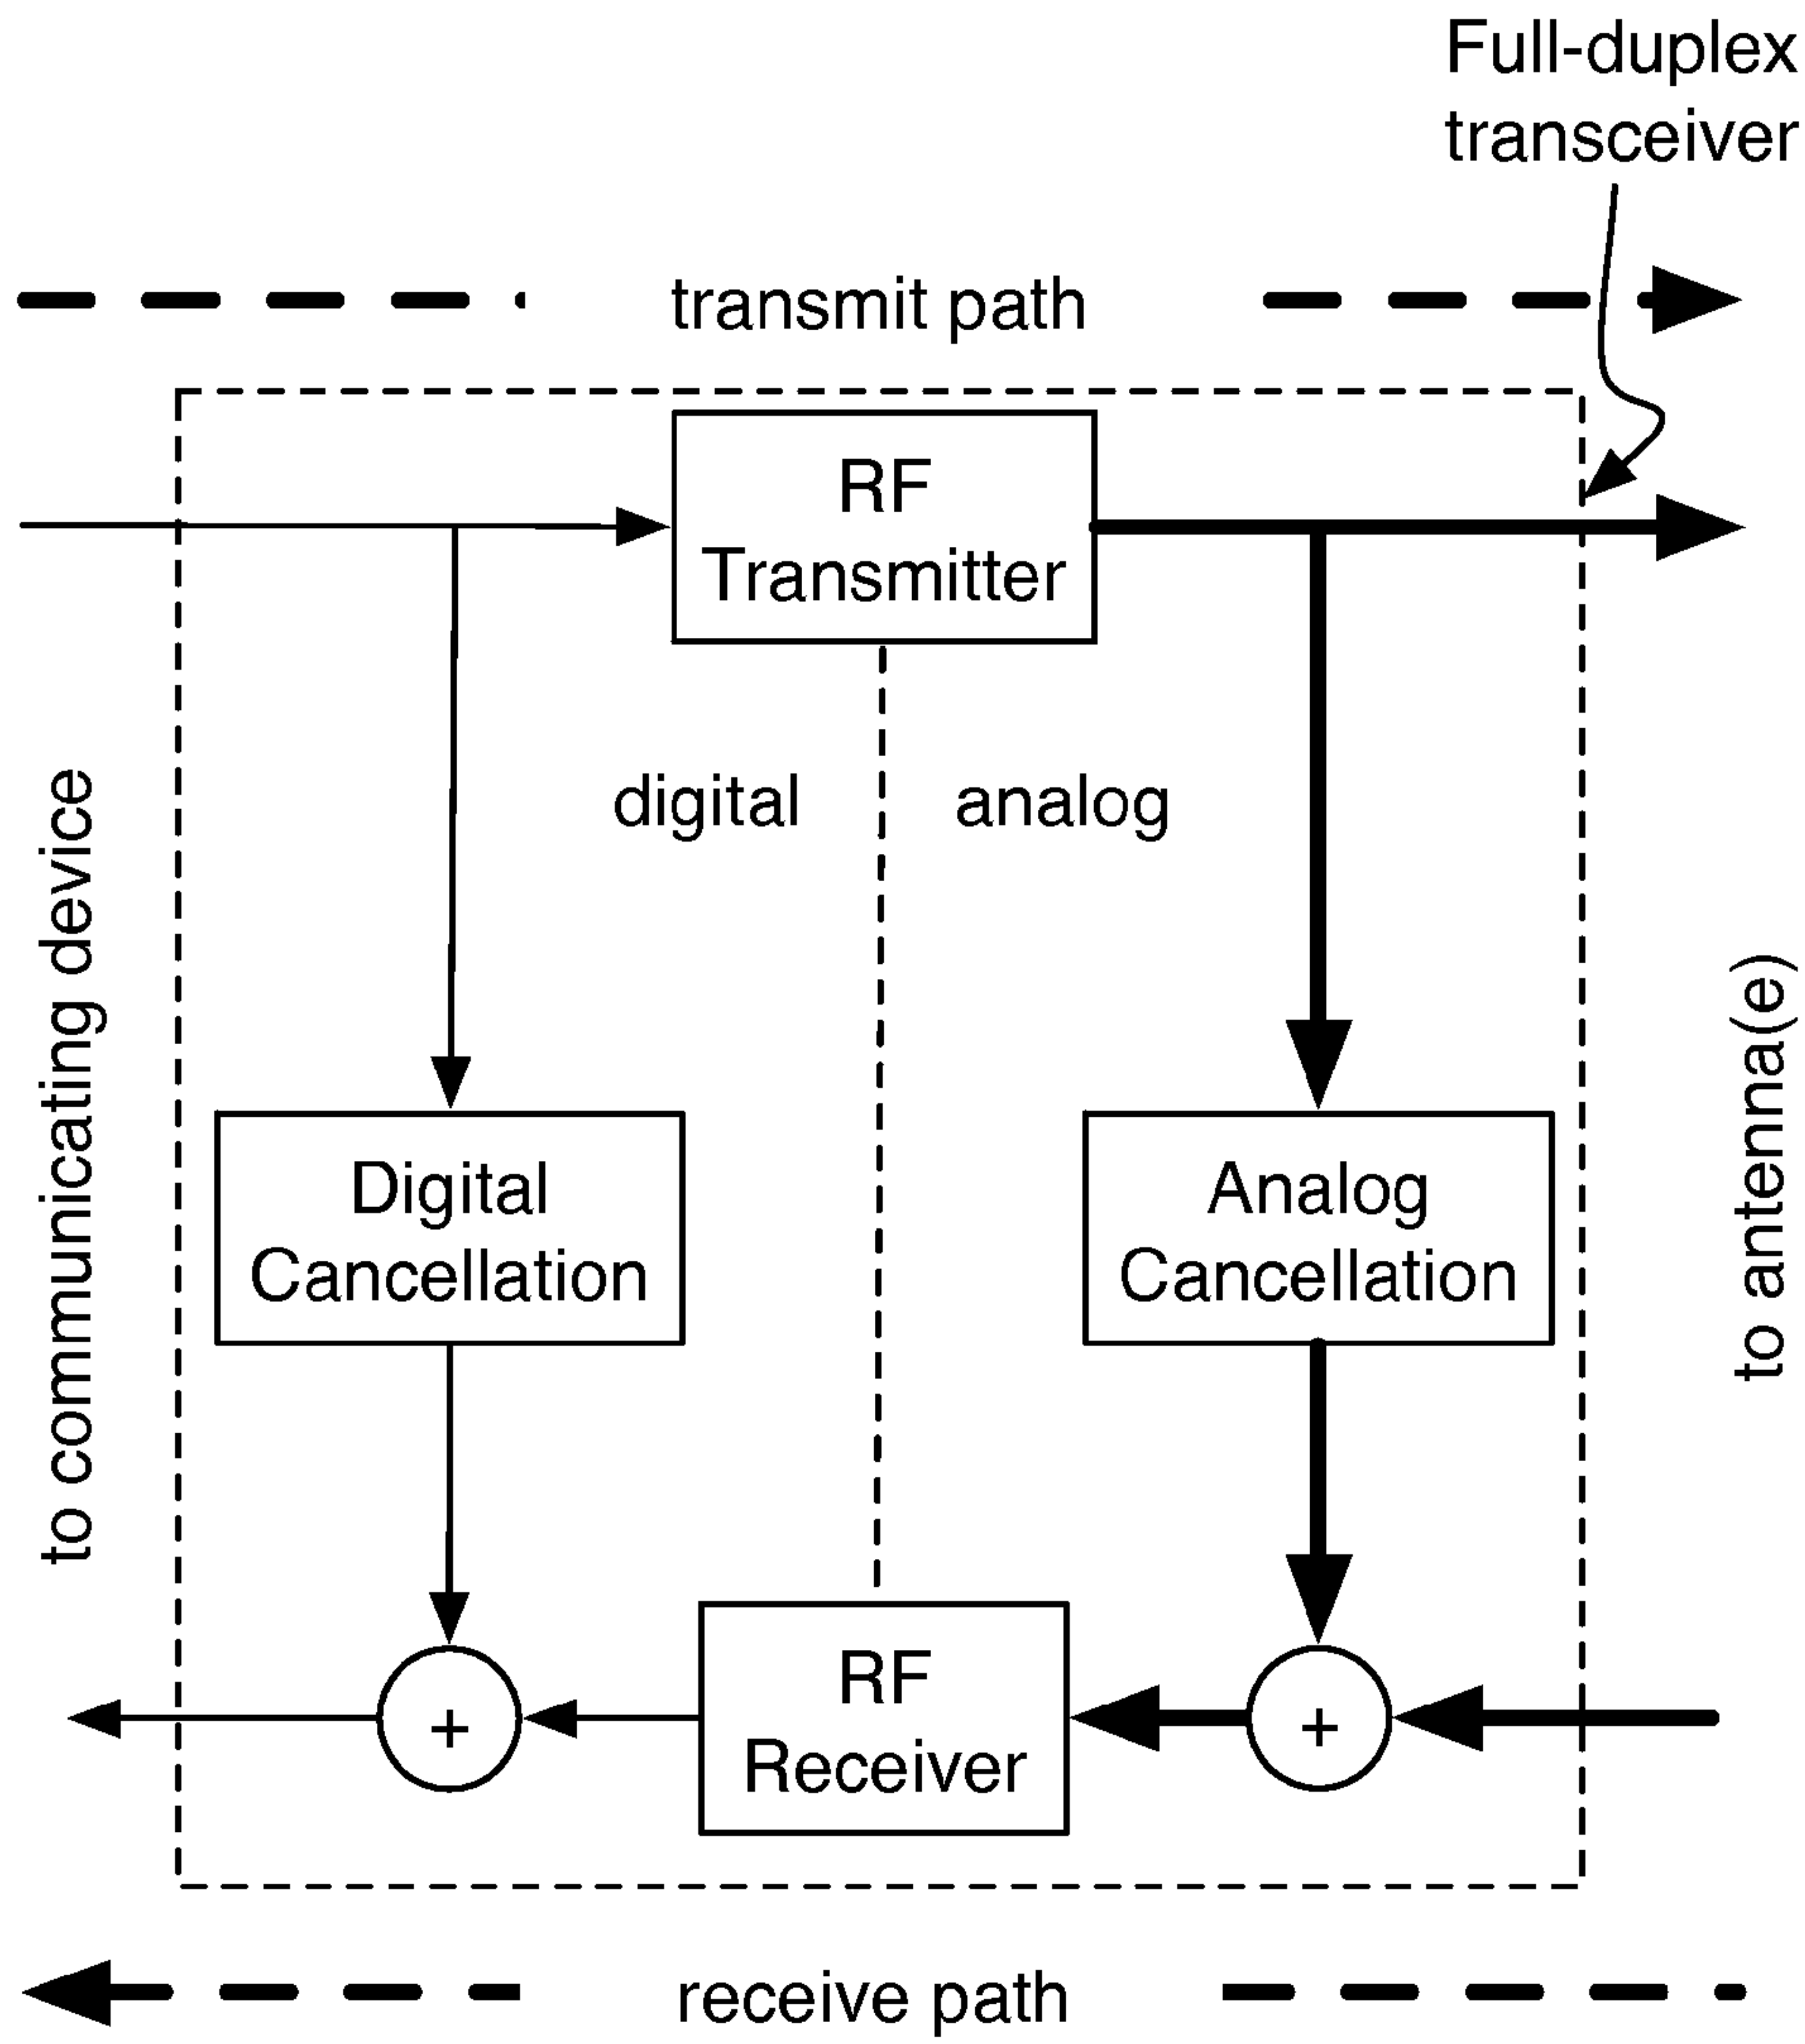 Full-duplex
transceiver
transmit path
RF
Transmitter
digital
analog
to communicating device
to antenna(e)
Digital
Cancellation
Analog
Cancellation
+
RF
Receiver
+
receive path